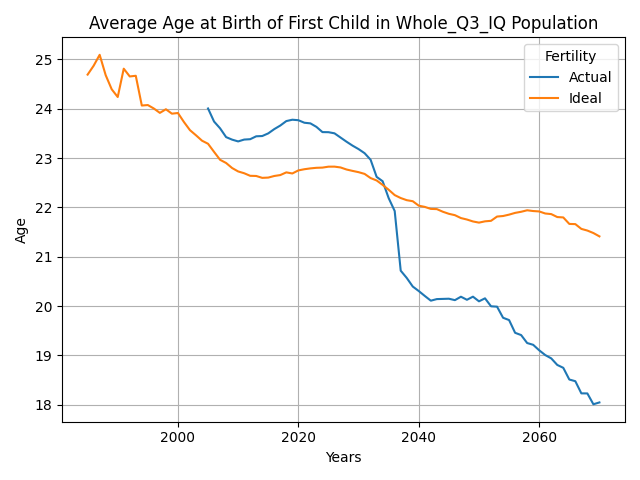 Average Age at Birth of First Child in Whole_Q3_IQ Population
Fertility
Actual
Ideal
Age
25
24
23
22
21
20
19
18
2000
2020
2040
2060
Years